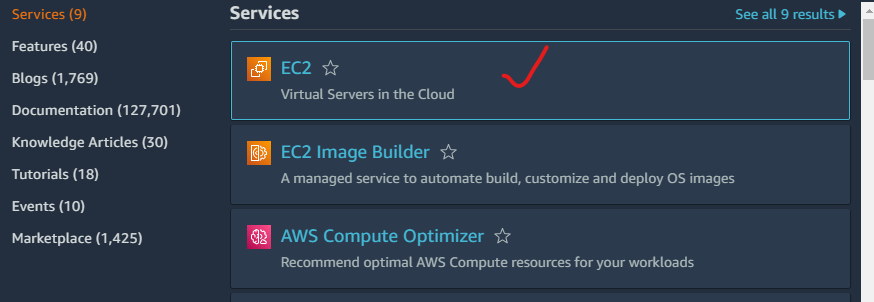 Services (9)
Features (40)
Blogs (1,769)
Documentation (127,701)
Knowledge Articles (30)
Tutorials (18)
Events (10)
Marketplace (1,425)
Services
See all 9 results
EC2
Virtual Servers in the Cloud
EC2 Image Builder
A managed service to automate build, customize and deploy OS images
AWS Compute Optimizer
Recommend optimal AWS Compute resources for your workloads